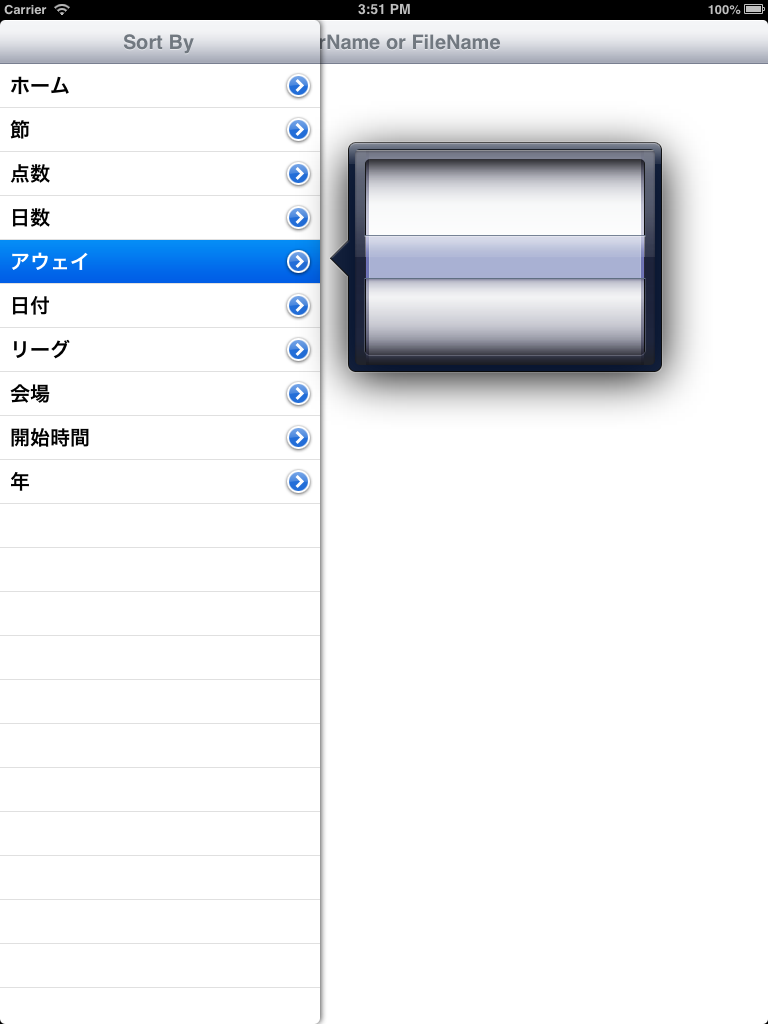 Carrier 3:51 PM 100%
Sort By rName or FileName
ホーム
節
点数
日数
アウェイ
日付
リーグ
会場
開始時間
年